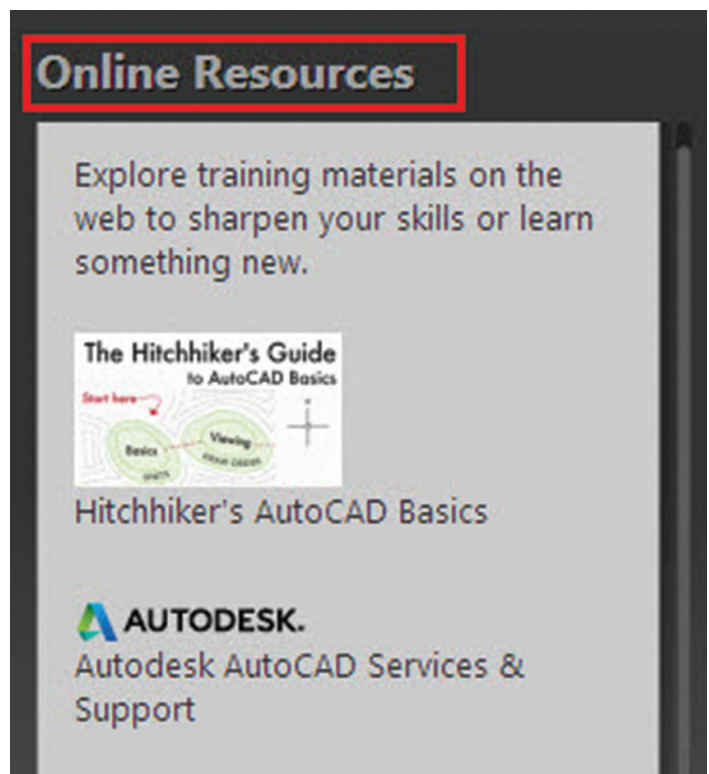 Online Resources
Explore training materials on the
web to sharpen your skills or learn
something new.
The Hitchhiker's Guide
to AutoCAD Basics
Start here
Basics
Viewing
UNITS
Hitchhiker's AutoCAD Basics
AUTODESK.
Autodesk AutoCAD Services &
Support